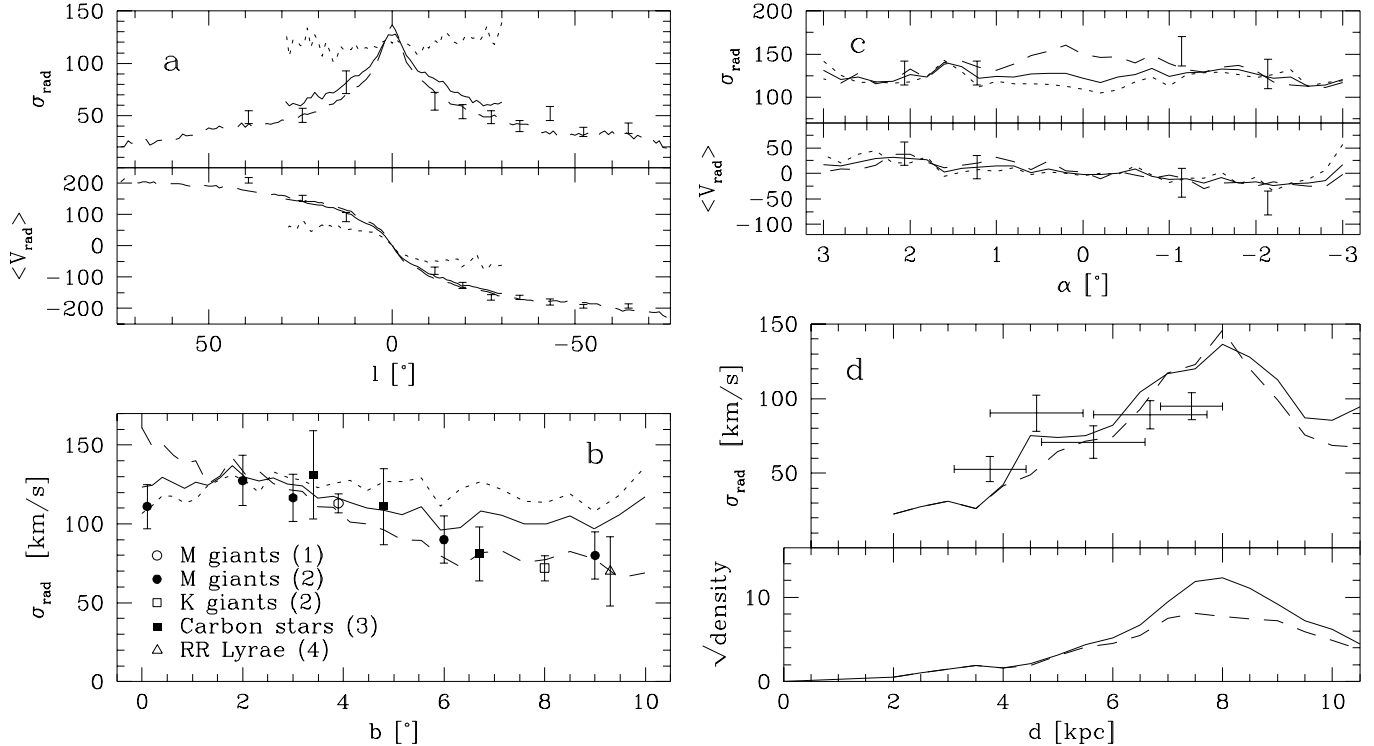 a
σrad
150
100
50
0
<Vrad>
200
100
0
−100
−200
50
0
−50
l [°]
b
σrad [km/s]
150
100
50
0
M giants (1)
M giants (2)
K giants (2)
Carbon stars (3)
RR Lyrae (4)
0
2
4
6
8
10
b [°]
c
σrad
200
150
100
<Vrad>
50
0
−50
−100
3
2
1
0
−1
−2
−3
α [°]
d
σrad [km/s]
150
100
50
√density
10
0
0
2
4
6
8
10
d [kpc]